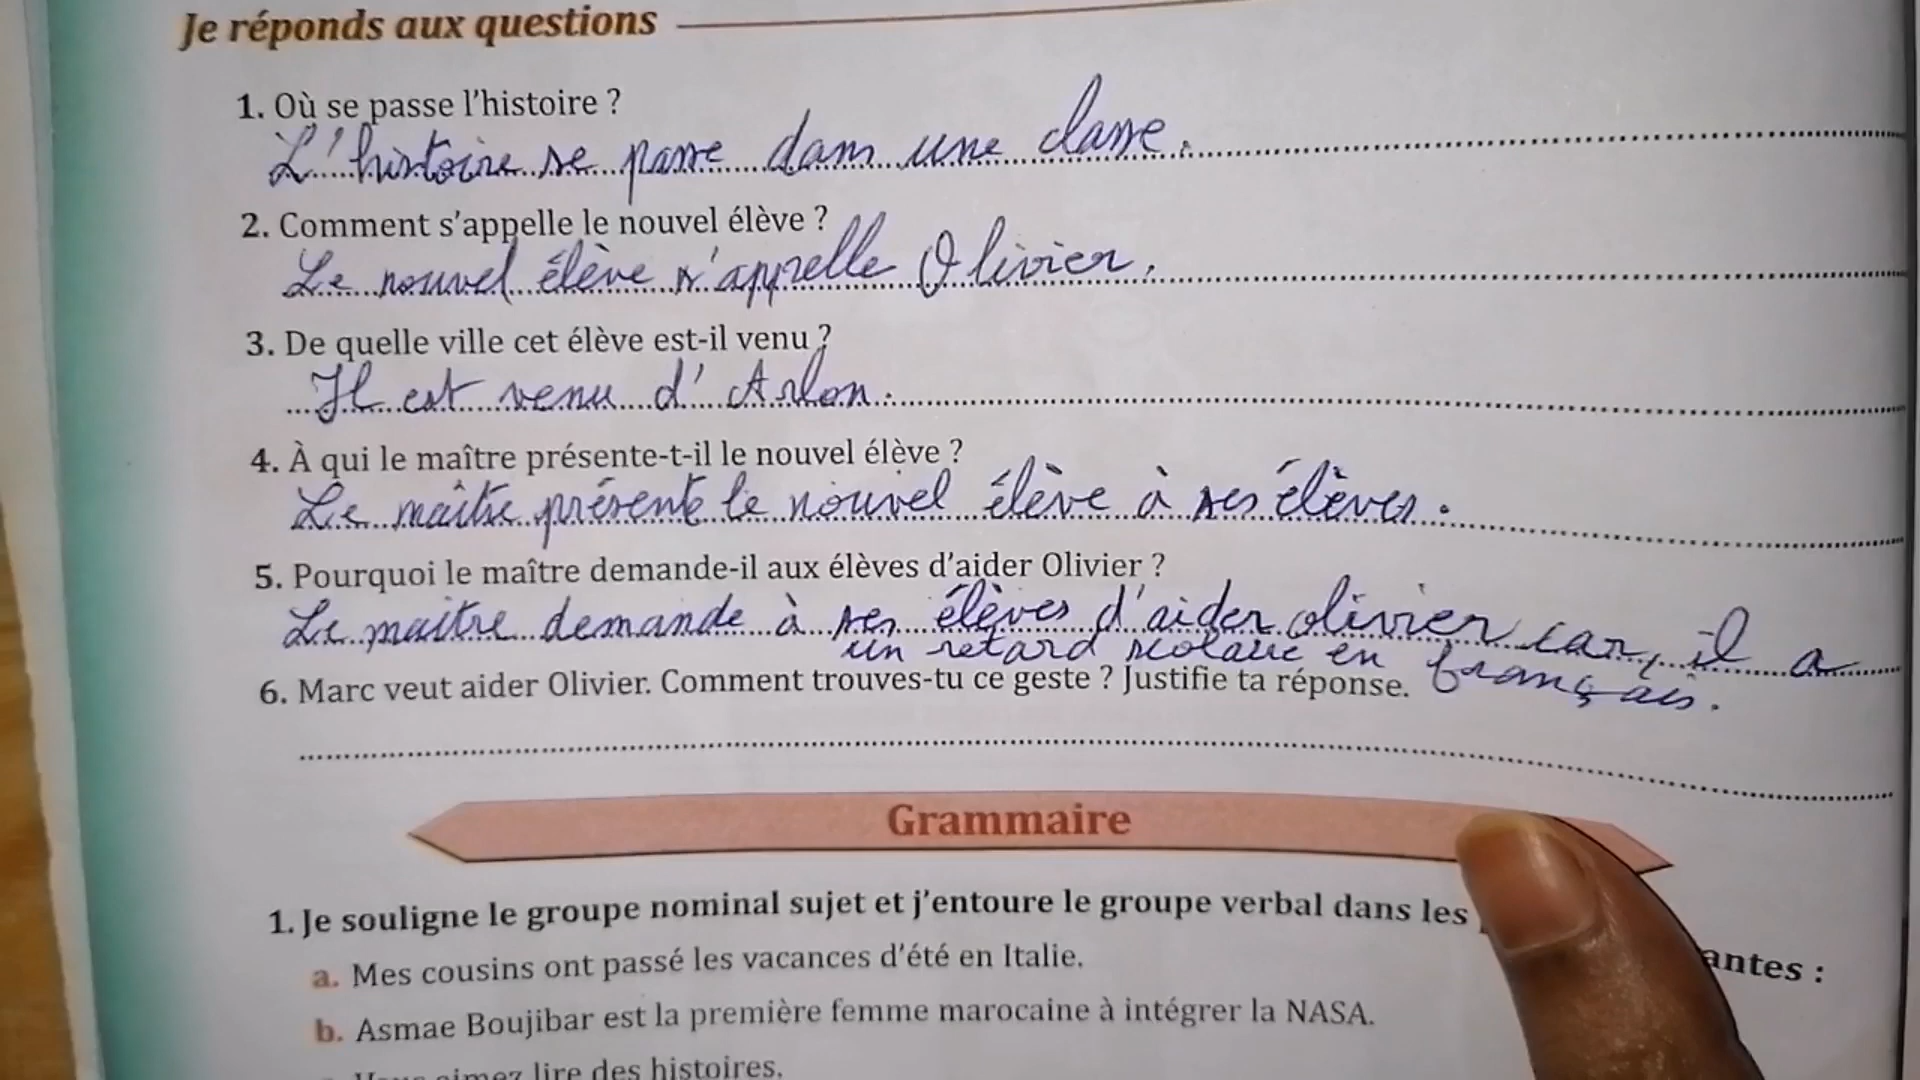 Je réponds aux questions
1. Où se passe l'histoire ?
L'histoire se passe dans une classe.
2. Comment s'appelle le nouvel élève ?
Le nouvel élève s'appelle Olivier.
3. De quelle ville cet élève est-il venu ?
Il est venu d'Arlon.
4. À qui le maître présente-t-il le nouvel élève ?
Le maître présente le nouvel élève à ses élèves.
5. Pourquoi le maître demande-il aux élèves d'aider Olivier ?
Le maitre demande à ses élèves d'aider olivier car, il a
un retard scolaire en français.
6. Marc veut aider Olivier. Comment trouves-tu ce geste ? Justifie ta réponse.
Grammaire
1. Je souligne le groupe nominal sujet et j'entoure le groupe verbal dans les antes :
a. Mes cousins ont passé les vacances d'été en Italie.
b. Asmae Boujibar est la première femme marocaine à intégrer la NASA.
aimez lire des histoires.